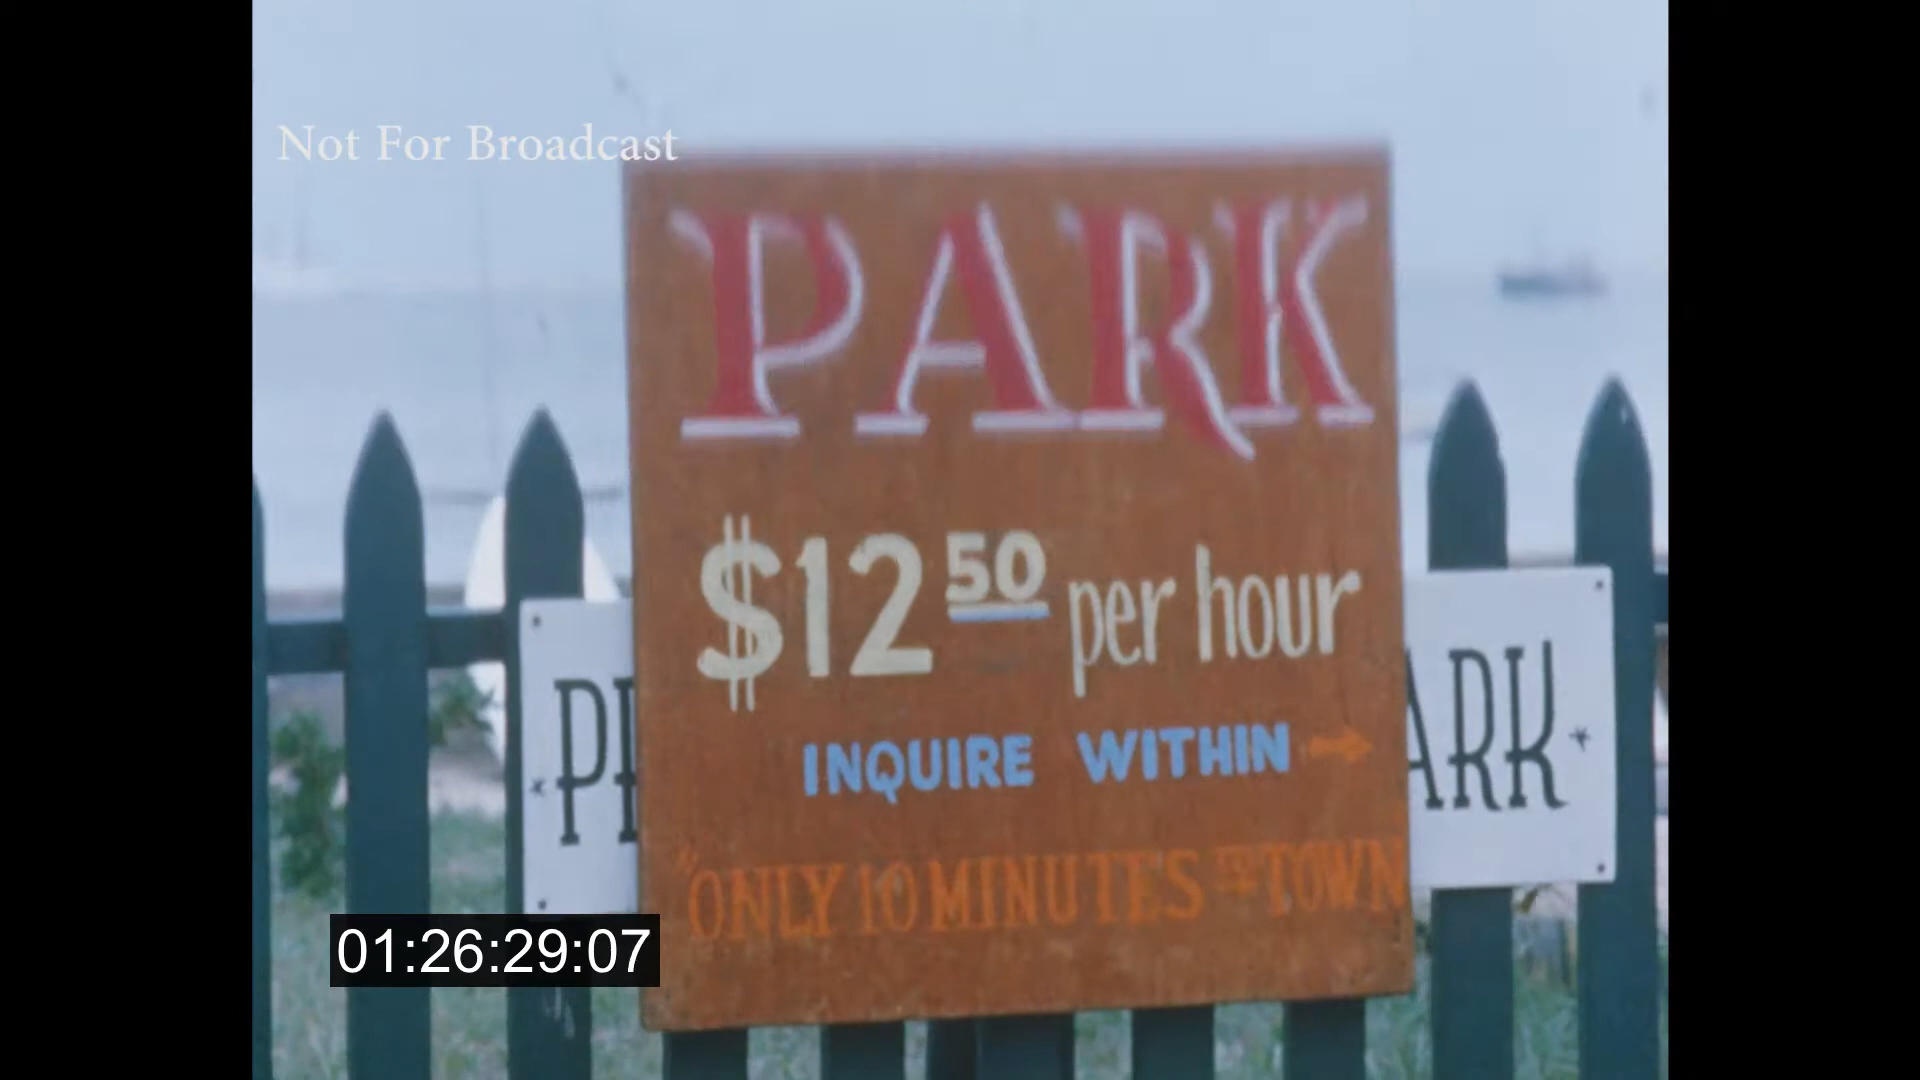 Not For Broadcast
PARK
$12 50 per hour
INQUIRE WITHIN →
"ONLY 10 MINUTES TO TOWN
ARK
01:26:29:07